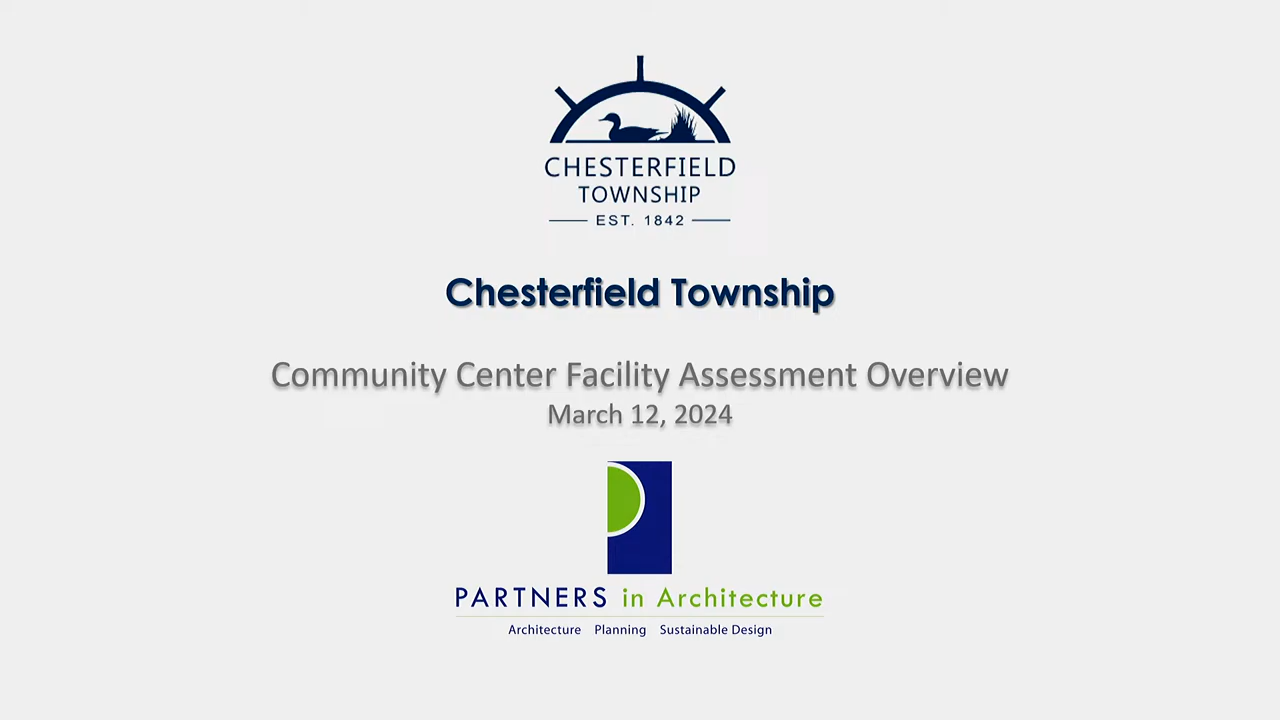 CHESTERFIELD
TOWNSHIP
EST. 1842
Chesterfield Township
Community Center Facility Assessment Overview
March 12, 2024
PARTNERS in Architecture
Architecture Planning Sustainable Design